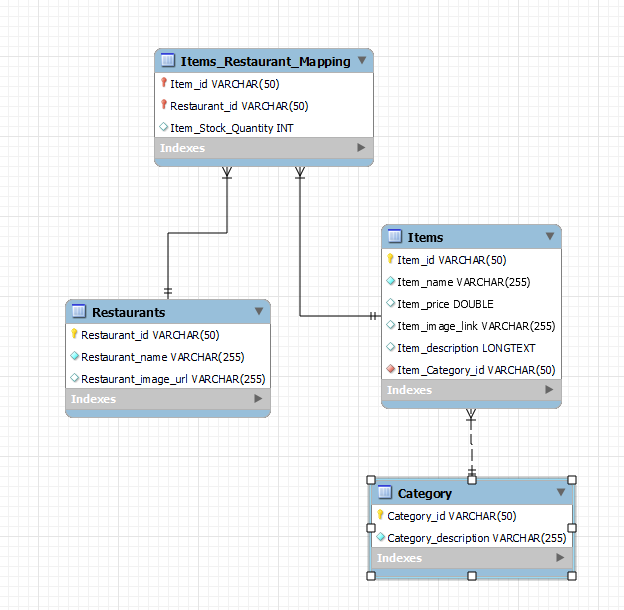 Items_Restaurant_Mapping
Item_id VARCHAR(50)
Restaurant_id VARCHAR(50)
Item_Stock_Quantity INT
Indexes
Restaurants
Restaurant_id VARCHAR(50)
Restaurant_name VARCHAR(255)
Restaurant_image_url VARCHAR(255)
Indexes
Items
Item_id VARCHAR(50)
Item_name VARCHAR(255)
Item_price DOUBLE
Item_image_link VARCHAR(255)
Item_description LONGTEXT
Item_Category_id VARCHAR(50)
Indexes
Category
Category_id VARCHAR(50)
Category_description VARCHAR(255)
Indexes